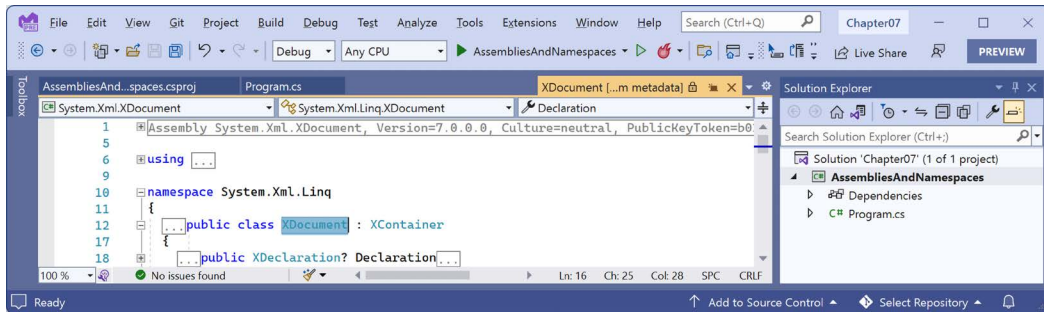 File Edit View Git Project Build Debug Test Analyze Tools Extensions Window Help Search (Ctrl+Q) Chapter07
Debug Any CPU AssembliesAndNamespaces Live Share PREVIEW
Toolbox
AssembliesAnd...spaces.csproj Program.cs XDocument [...m metadata]
System.Xml.XDocument System.Xml.Linq.XDocument Declaration
1 Assembly System.Xml.XDocument, Version=7.0.0.0, Culture=neutral, PublicKeyToken=b0
5
6 using ...
9
10 namespace System.Xml.Linq
11 {
12 ... public class XDocument : XContainer
17 {
18 ... public XDeclaration? Declaration ...
100 % No issues found Ln: 16 Ch: 25 Col: 28 SPC CRLF
Solution Explorer
Search Solution Explorer (Ctrl+;)
Solution 'Chapter07' (1 of 1 project)
C# AssembliesAndNamespaces
Dependencies
C# Program.cs
Ready Add to Source Control Select Repository